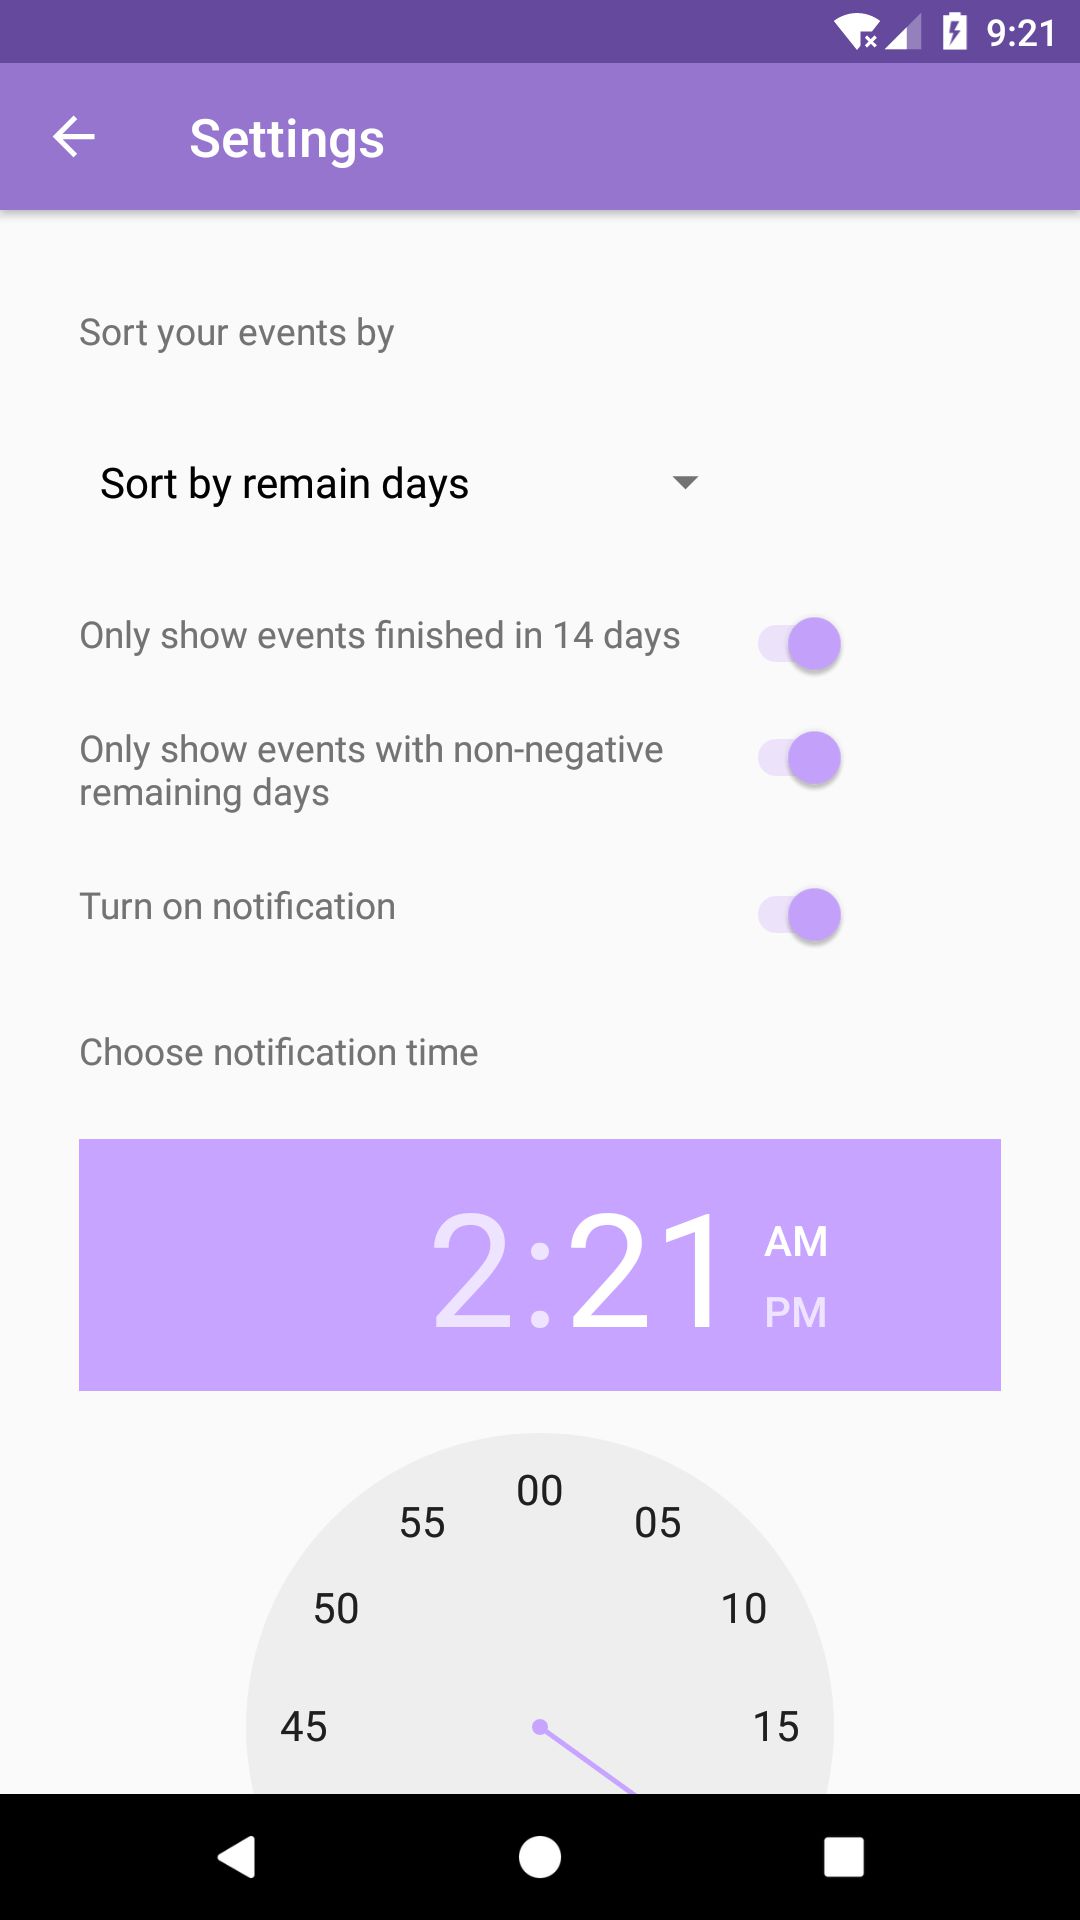 9:21
Settings
Sort your events by
Sort by remain days
Only show events finished in 14 days
Only show events with non-negative
remaining days
Turn on notification
Choose notification time
2:21
AM
PM
00
55
05
50
10
45
15